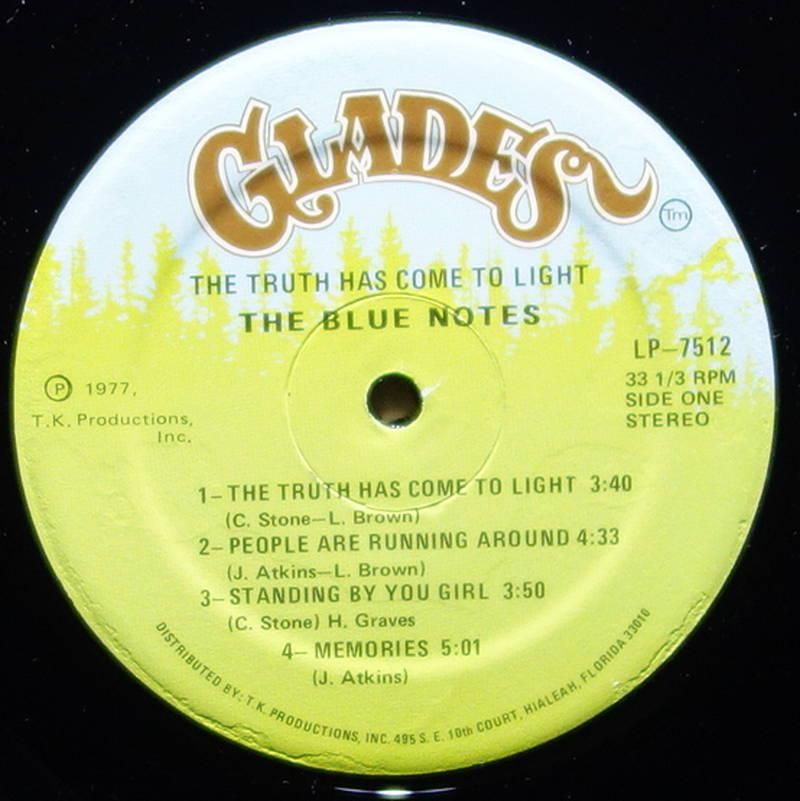 GLADES
TM
THE TRUTH HAS COME TO LIGHT
THE BLUE NOTES
LP-7512
33 1/3 RPM
SIDE ONE
STEREO
Ⓟ 1977,
T.K. Productions,
Inc.
1-THE TRUTH HAS COME TO LIGHT 3:40
(C. Stone-L. Brown)
2-PEOPLE ARE RUNNING AROUND 4:33
(J. Atkins-L. Brown)
3-STANDING BY YOU GIRL 3:50
(C. Stone) H. Graves
4-MEMORIES 5:01
(J. Atkins)
DISTRIBUTED BY: T.K. PRODUCTIONS, INC. 495 S. E. 10th COURT, HIALEAH, FLORIDA 33010